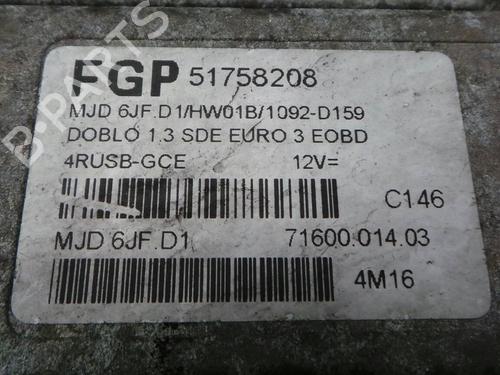 FGP 51758208
MJD 6JF.D1/HW01B/1092-D159
DOBLO 1.3 SDE EURO 3 EOBD
4RUSB-GCE 12V=
C146
MJD 6JF.D1 71600.014.03
4M16
B-PARTS